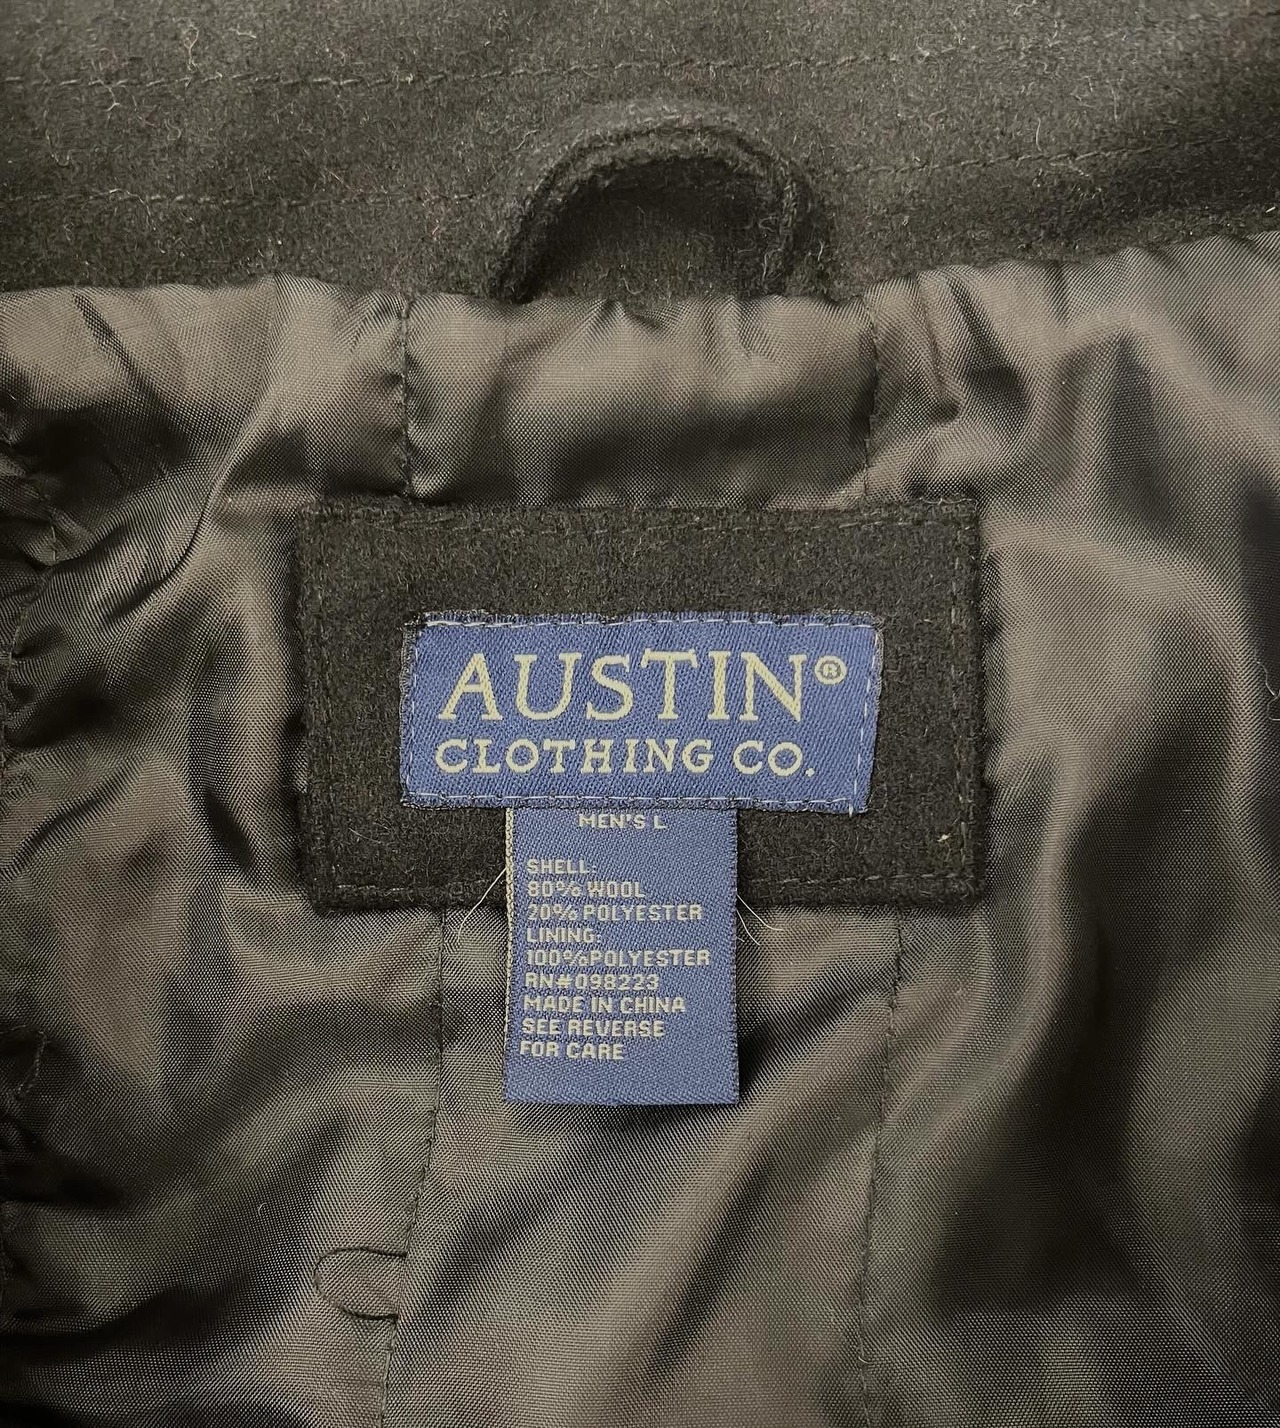 AUSTIN®
CLOTHING CO.
MEN'S L
SHELL:
80% WOOL
20% POLYESTER
LINING:
100%POLYESTER
RN#098223
MADE IN CHINA
SEE REVERSE
FOR CARE